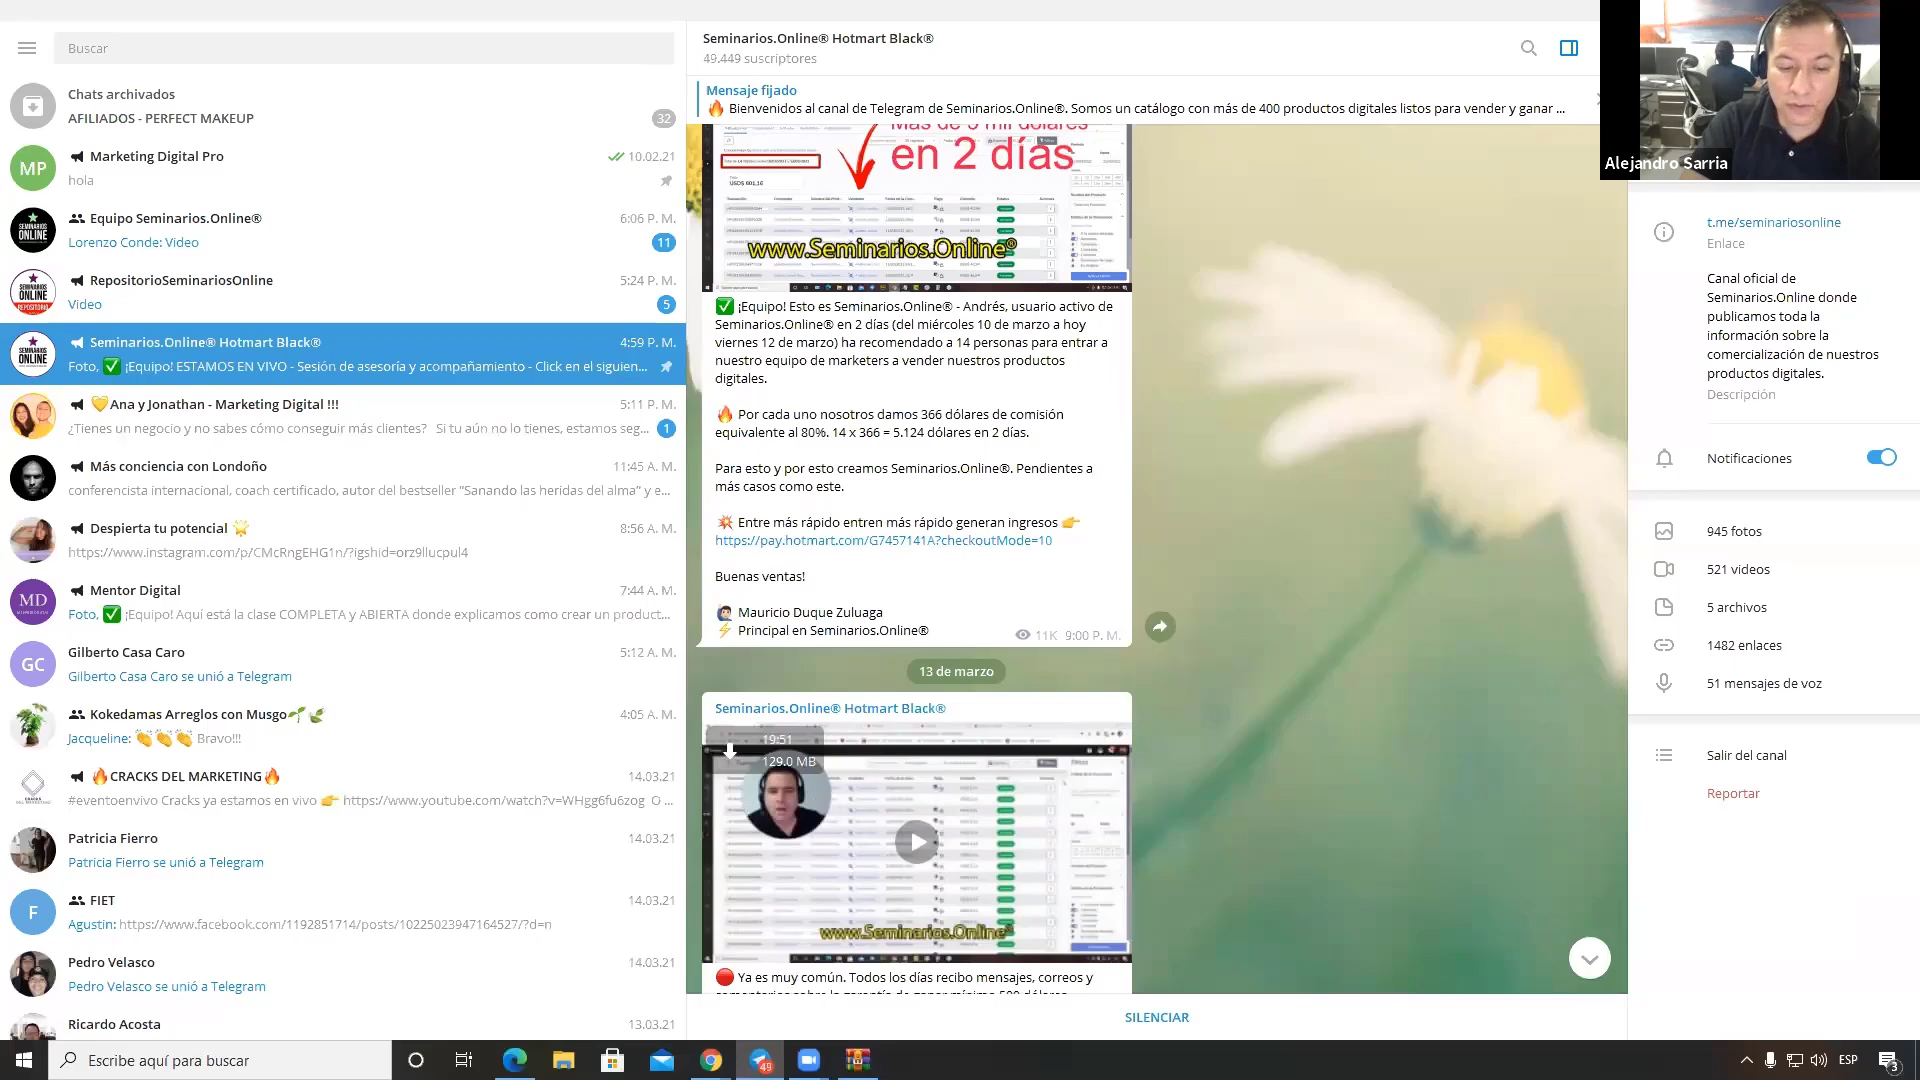 Buscar
Chats archivados
AFILIADOS - PERFECT MAKEUP
32
MP
Marketing Digital Pro
10.02.21
hola
SEMINARIOS
ONLINE
Equipo Seminarios.Online®
6:06 P. M.
Lorenzo Conde: Video
11
SEMINARIOS
ONLINE
REPOSITORIO
RepositorioSeminariosOnline
5:24 P. M.
Video
5
SEMINARIOS
ONLINE
Seminarios.Online® Hotmart Black®
4:59 P. M.
Foto, ✅ ¡Equipo! ESTAMOS EN VIVO - Sesión de asesoría y acompañamiento - Click en el siguien...
💛Ana y Jonathan - Marketing Digital !!!
5:11 P. M.
¿Tienes un negocio y no sabes cómo conseguir más clientes? Si tu aún no lo tienes, estamos seg...
1
Más conciencia con Londoño
11:45 A. M.
conferencista internacional, coach certificado, autor del bestseller "Sanando las heridas del alma" y e...
Despierta tu potencial 🌟
8:56 A. M.
https://www.instagram.com/p/CMcRngEHG1n/?igshid=orz9llucpul4
MD
Mentor Digital
7:44 A. M.
Foto, ✅ ¡Equipo! Aquí está la clase COMPLETA y ABIERTA donde explicamos como crear un product...
GC
Gilberto Casa Caro
5:12 A. M.
Gilberto Casa Caro se unió a Telegram
Kokedamas Arreglos con Musgo🌱🌿
4:05 A. M.
Jacqueline: 👏👏👏 Bravo!!!
🔥CRACKS DEL MARKETING🔥
14.03.21
#eventoenvivo Cracks ya estamos en vivo 👉 https://www.youtube.com/watch?v=WHgg6fu6zog O ...
Patricia Fierro
14.03.21
Patricia Fierro se unió a Telegram
F
FIET
14.03.21
Agustín: https://www.facebook.com/1192851714/posts/10225023947164527/?d=n
Pedro Velasco
14.03.21
Pedro Velasco se unió a Telegram
Ricardo Acosta
13.03.21
Seminarios.Online® Hotmart Black®
49.449 suscriptores
Mensaje fijado
🔥 Bienvenidos al canal de Telegram de Seminarios.Online®. Somos un catálogo con más de 400 productos digitales listos para vender y ganar ...
Más de 5 mil dólares
en 2 días
www.Seminarios.Online®
✅ ¡Equipo! Esto es Seminarios.Online® - Andrés, usuario activo de
Seminarios.Online® en 2 días (del miércoles 10 de marzo a hoy
viernes 12 de marzo) ha recomendado a 14 personas para entrar a
nuestro equipo de marketers a vender nuestros productos
digitales.
🔥 Por cada uno nosotros damos 366 dólares de comisión
equivalente al 80%. 14 x 366 = 5.124 dólares en 2 días.
Para esto y por esto creamos Seminarios.Online®. Pendientes a
más casos como este.
💥 Entre más rápido entren más rápido generan ingresos 👉
https://pay.hotmart.com/G7457141A?checkoutMode=10
Buenas ventas!
🙋🏻‍♂️ Mauricio Duque Zuluaga
⚡ Principal en Seminarios.Online®
11K 9:00 P. M.
13 de marzo
Seminarios.Online® Hotmart Black®
19:51
129.0 MB
www.Seminarios.Online®
🔴 Ya es muy común. Todos los días recibo mensajes, correos y
SILENCIAR
Alejandro Sarria
t.me/seminariosonline
Enlace
Canal oficial de
Seminarios.Online donde
publicamos toda la
información sobre la
comercialización de nuestros
productos digitales.
Descripción
Notificaciones
945 fotos
521 videos
5 archivos
1482 enlaces
51 mensajes de voz
Salir del canal
Reportar
Escribe aquí para buscar
49
ESP
3